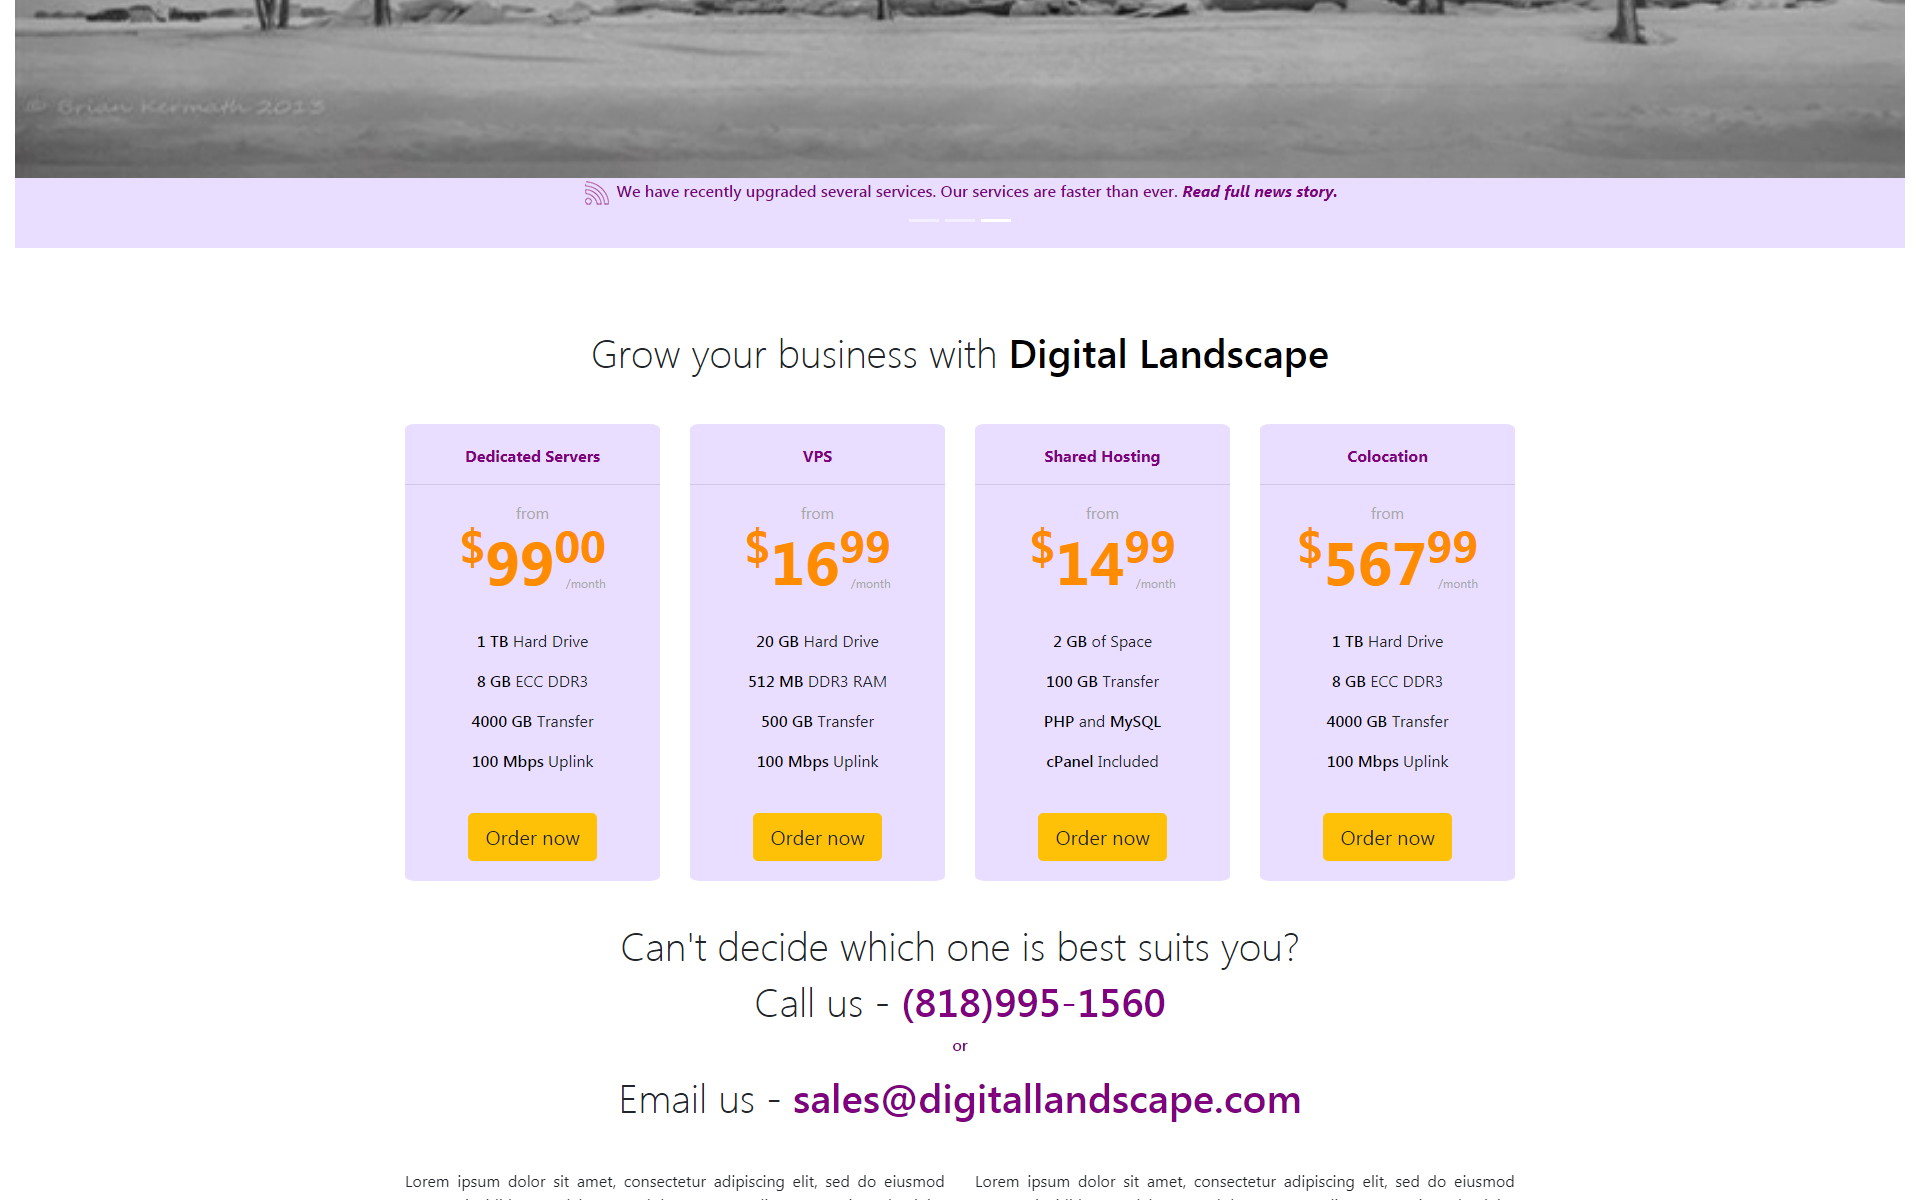 © Brian Kermath 2013
We have recently upgraded several services. Our services are faster than ever. Read full news story.
Grow your business with Digital Landscape
Dedicated Servers
from
$99 00
/month
1 TB Hard Drive
8 GB ECC DDR3
4000 GB Transfer
100 Mbps Uplink
Order now
VPS
from
$16 99
/month
20 GB Hard Drive
512 MB DDR3 RAM
500 GB Transfer
100 Mbps Uplink
Order now
Shared Hosting
from
$14 99
/month
2 GB of Space
100 GB Transfer
PHP and MySQL
cPanel Included
Order now
Colocation
from
$567 99
/month
1 TB Hard Drive
8 GB ECC DDR3
4000 GB Transfer
100 Mbps Uplink
Order now
Can't decide which one is best suits you?
Call us - (818)995-1560
or
Email us - sales@digitallandscape.com
Lorem ipsum dolor sit amet, consectetur adipiscing elit, sed do eiusmod
Lorem ipsum dolor sit amet, consectetur adipiscing elit, sed do eiusmod